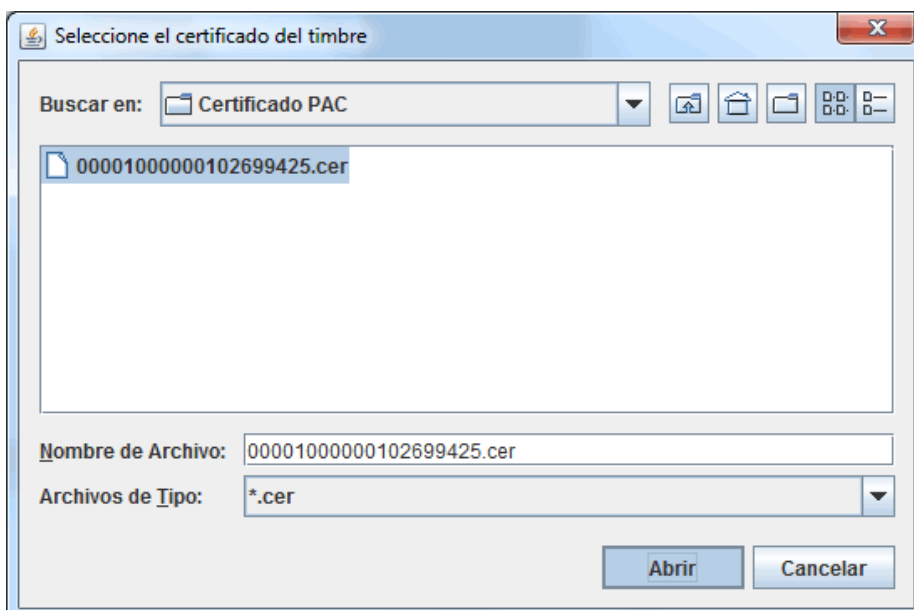 Seleccione el certificado del timbre
Buscar en: Certificado PAC
00001000000102699425.cer
Nombre de Archivo: 00001000000102699425.cer
Archivos de Tipo: *.cer
Abrir Cancelar